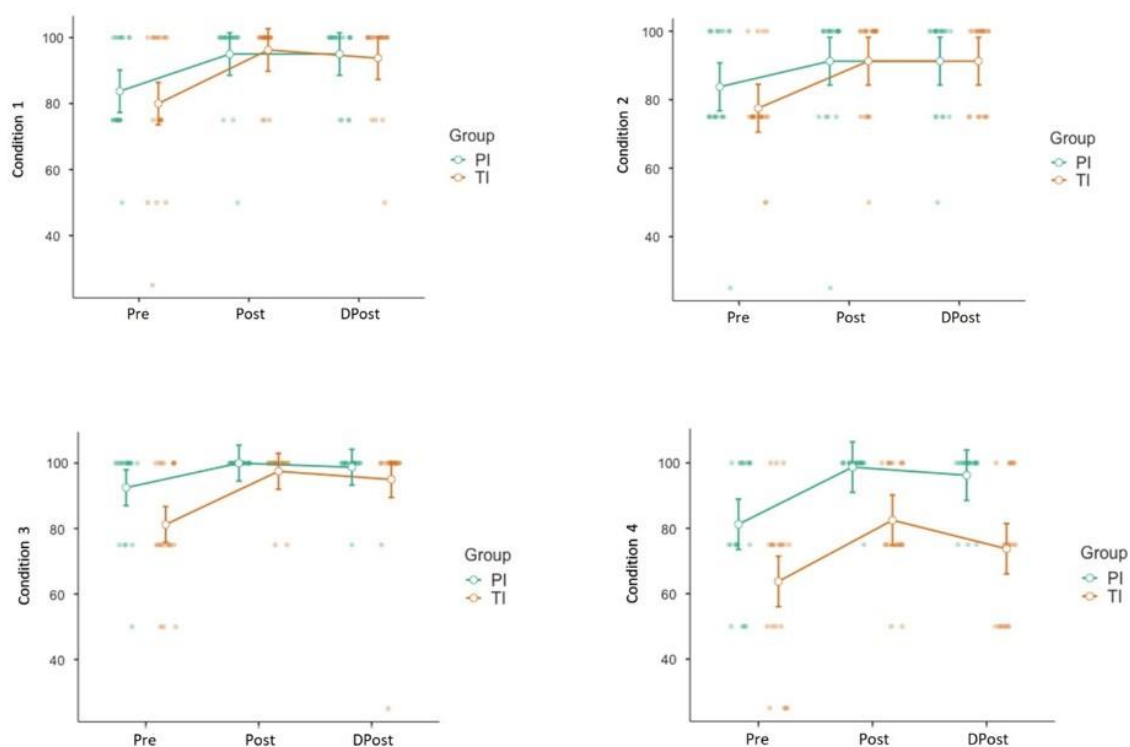 Condition 1
100
80
60
40
Pre
Post
DPost
Group
PI
TI
Condition 2
100
80
60
40
Pre
Post
DPost
Group
PI
TI
Condition 3
100
80
60
40
Pre
Post
DPost
Group
PI
TI
Condition 4
100
80
60
40
Pre
Post
DPost
Group
PI
TI